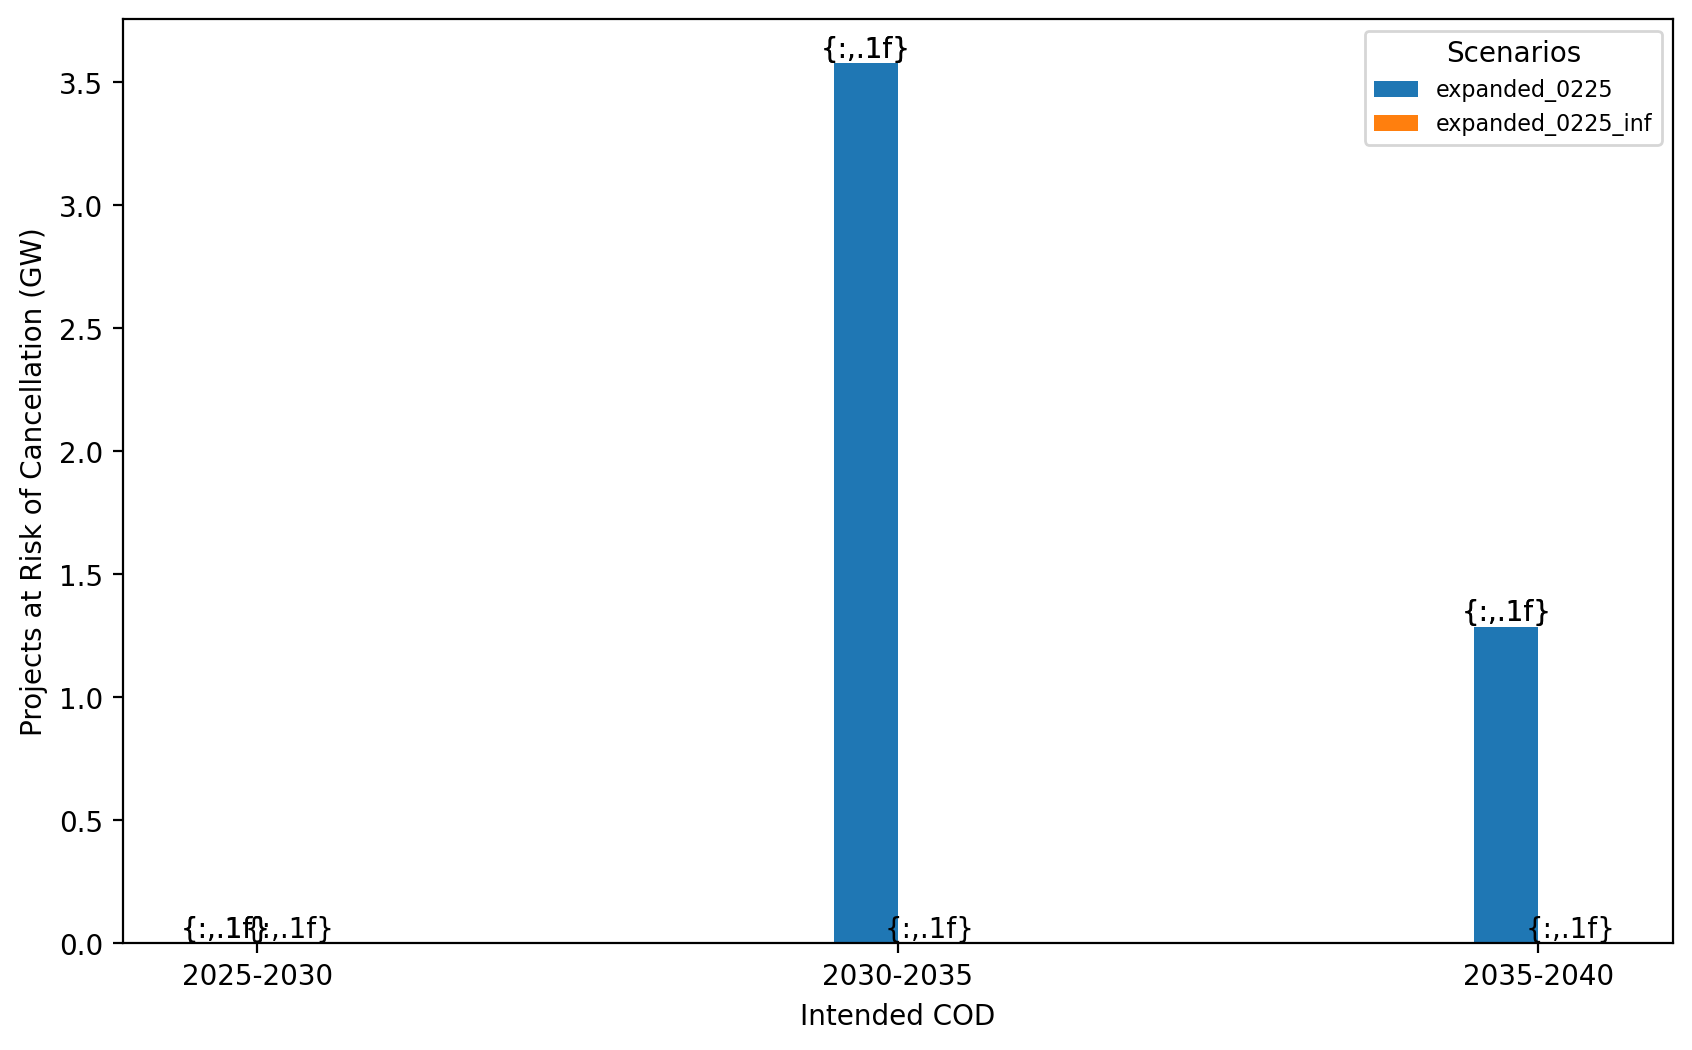 {:,.1f}
Scenarios
expanded_0225
expanded_0225_inf
3.5
3.0
2.5
2.0
1.5
1.0
0.5
0.0
Projects at Risk of Cancellation (GW)
{:,.1f}
{:,.1f} {:,.1f}
{:,.1f}
{:,.1f}
2025-2030 2030-2035 2035-2040
Intended COD